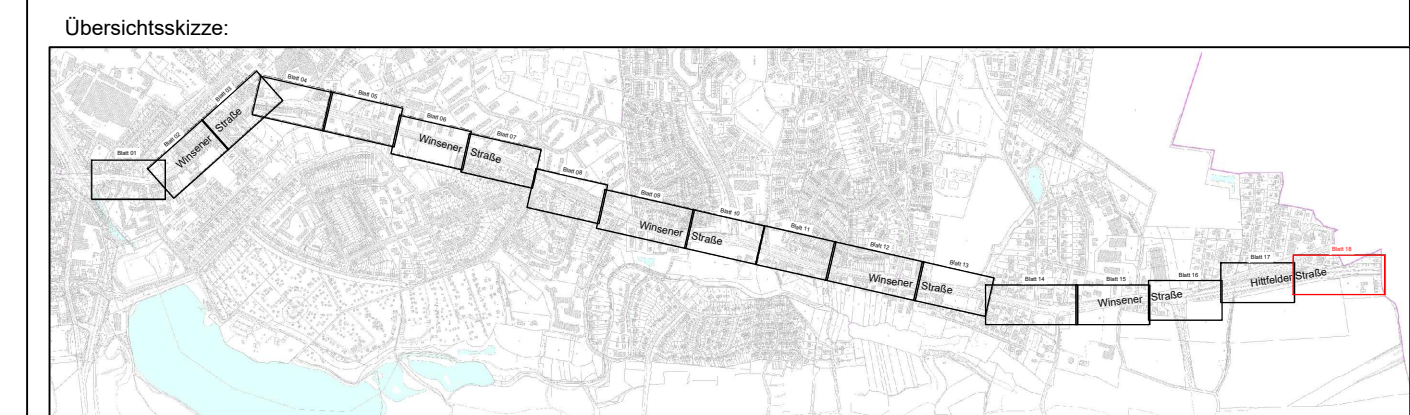 Übersichtsskizze:
Blatt 01
Blatt 02
Blatt 03
Winsener Straße
Blatt 04
Blatt 05
Blatt 06
Blatt 07
Winsener Straße
Blatt 08
Blatt 09
Blatt 10
Winsener Straße
Blatt 11
Blatt 12
Blatt 13
Winsener Straße
Blatt 14
Blatt 15
Blatt 16
Winsener Straße
Blatt 17
Blatt 18
Hittfelder Straße